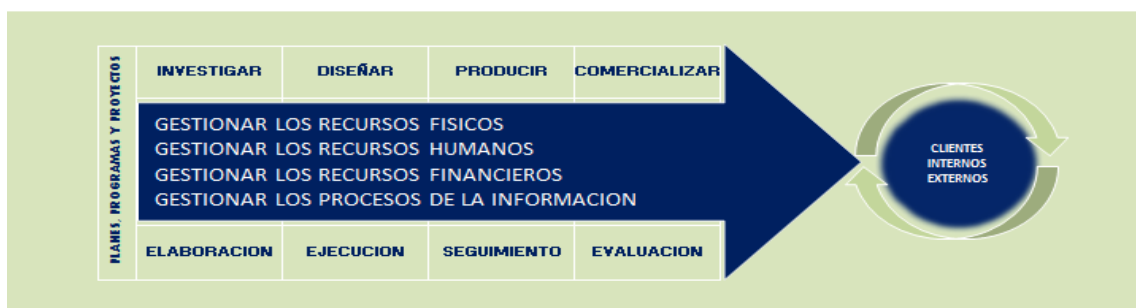 PLANES, PROGRAMAS Y PROYECTOS
INVESTIGAR DISEÑAR PRODUCIR COMERCIALIZAR
GESTIONAR LOS RECURSOS FISICOS
GESTIONAR LOS RECURSOS HUMANOS
GESTIONAR LOS RECURSOS FINANCIEROS
GESTIONAR LOS PROCESOS DE LA INFORMACION
ELABORACION EJECUCION SEGUIMIENTO EVALUACION
CLIENTES
INTERNOS
EXTERNOS